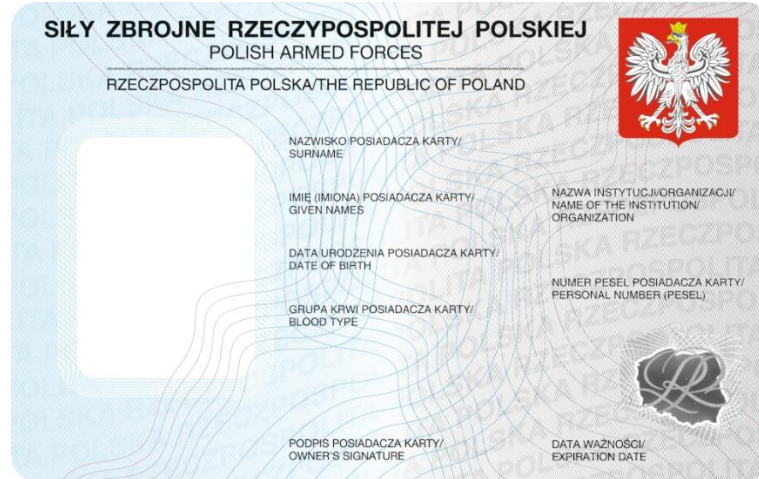 SIŁY ZBROJNE RZECZYPOSPOLITEJ POLSKIEJ
POLISH ARMED FORCES
RZECZPOSPOLITA POLSKA/THE REPUBLIC OF POLAND
NAZWISKO POSIADACZA KARTY/
SURNAME
IMIĘ (IMIONA) POSIADACZA KARTY/
GIVEN NAMES
DATA URODZENIA POSIADACZA KARTY/
DATE OF BIRTH
GRUPA KRWI POSIADACZA KARTY/
BLOOD TYPE
NAZWA INSTYTUCJI/ORGANIZACJI/
NAME OF THE INSTITUTION/
ORGANIZATION
NUMER PESEL POSIADACZA KARTY/
PERSONAL NUMBER (PESEL)
RP
PODPIS POSIADACZA KARTY/
OWNER'S SIGNATURE
DATA WAŻNOŚCI/
EXPIRATION DATE